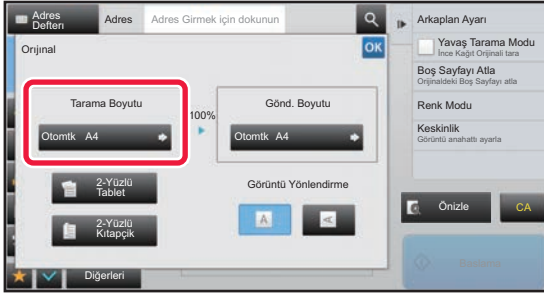 Adres
Defteri
Adres
Adres Girmek için dokunun
Orijinal
OK
Tarama Boyutu
Otomtk A4
100%
Gönd. Boyutu
Otomtk A4
2-Yüzlü
Tablet
2-Yüzlü
Kıtapçik
Görüntü Yönlendirme
A
A
Diğerleri
Arkaplan Ayarı
Yavaş Tarama Modu
İnce Kağıt Orijinali tara
Boş Sayfayı Atla
Orijinaldeki Boş Sayfayı atla
Renk Modu
Keskinlik
Görüntü anahattı ayarla
Önizle
CA